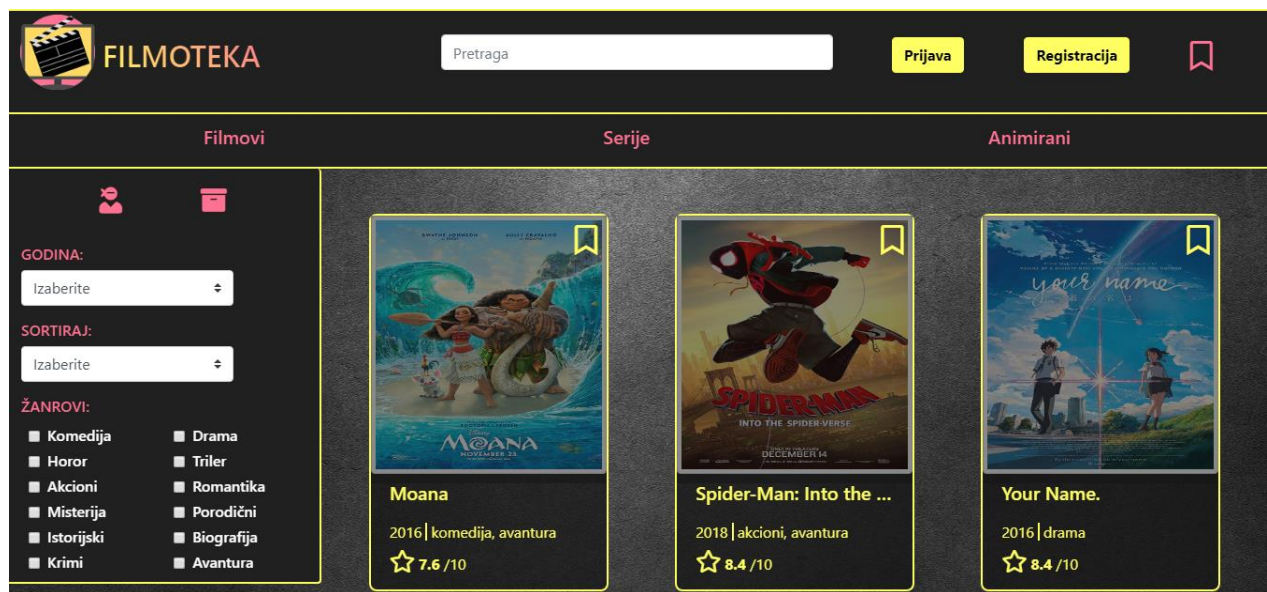 FILMOTEKA
Pretraga
Prijava
Registracija
Filmovi
Serije
Animirani
GODINA:
Izaberite
SORTIRAJ:
Izaberite
ŽANROVI:
Komedija
Drama
Horor
Triler
Akcioni
Romantika
Misterija
Porodični
Istorijski
Biografija
Krimi
Avantura
MOANA
NOVEMBER 23
Moana
2016|komedija, avantura
7.6 /10
SPIDER-MAN
INTO THE SPIDER-VERSE
DECEMBER 14
Spider-Man: Into the ...
2018|akcioni, avantura
8.4 /10
your name.
Your Name.
2016|drama
8.4 /10